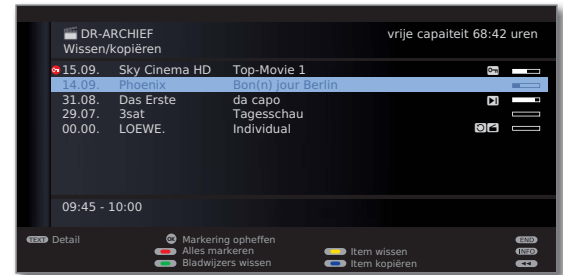 DR-ARCHIEF vrije capaiteit 68:42 uren
Wissen/kopiëren
15.09. Sky Cinema HD Top-Movie 1
14.09. Phoenix Bon(n) jour Berlin
31.08. Das Erste da capo
29.07. 3sat Tagesschau
00.00. LOEWE. Individual
09:45 - 10:00
TEXT Detail OK Markering opheffen END
Alles markeren Item wissen INFO
Bladwijzers wissen Item kopiëren